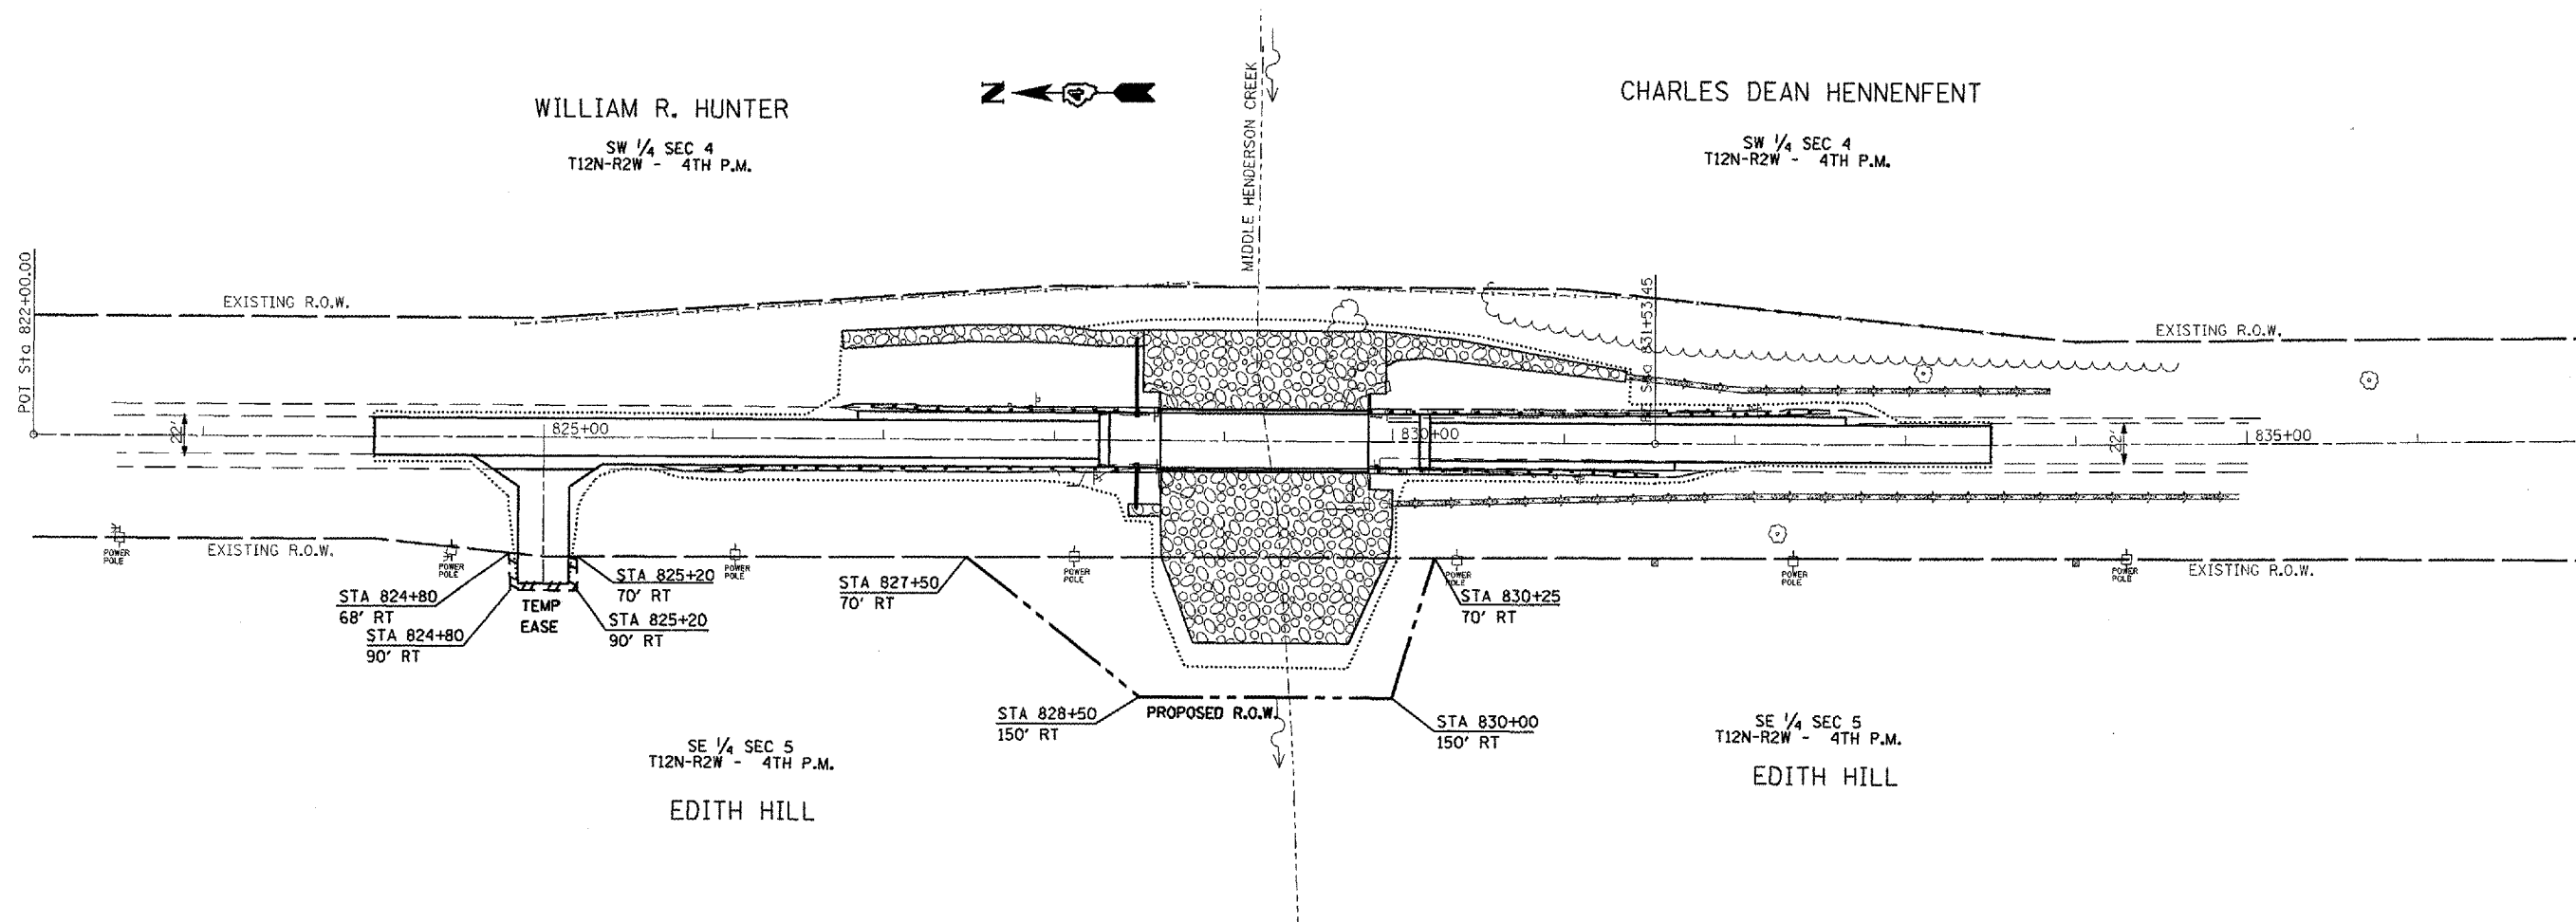 WILLIAM R. HUNTER
SW 1/4 SEC 4
T12N-R2W - 4TH P.M.
N
MIDDLE HENDERSON CREEK
CHARLES DEAN HENNENFENT
SW 1/4 SEC 4
T12N-R2W - 4TH P.M.
POT Sta 822+00.00
EXISTING R.O.W.
831+53.45
EXISTING R.O.W.
22'
825+00
830+00
22'
835+00
POWER
POLE
EXISTING R.O.W.
POWER
POLE
STA 824+80
68' RT
STA 824+80
90' RT
TEMP
EASE
STA 825+20
70' RT
STA 825+20
90' RT
POWER
POLE
STA 827+50
70' RT
POWER
POLE
POWER
POLE
STA 830+25
70' RT
POWER
POLE
POWER
POLE
EXISTING R.O.W.
STA 828+50
150' RT
PROPOSED R.O.W.
STA 830+00
150' RT
SE 1/4 SEC 5
T12N-R2W - 4TH P.M.
EDITH HILL
SE 1/4 SEC 5
T12N-R2W - 4TH P.M.
EDITH HILL